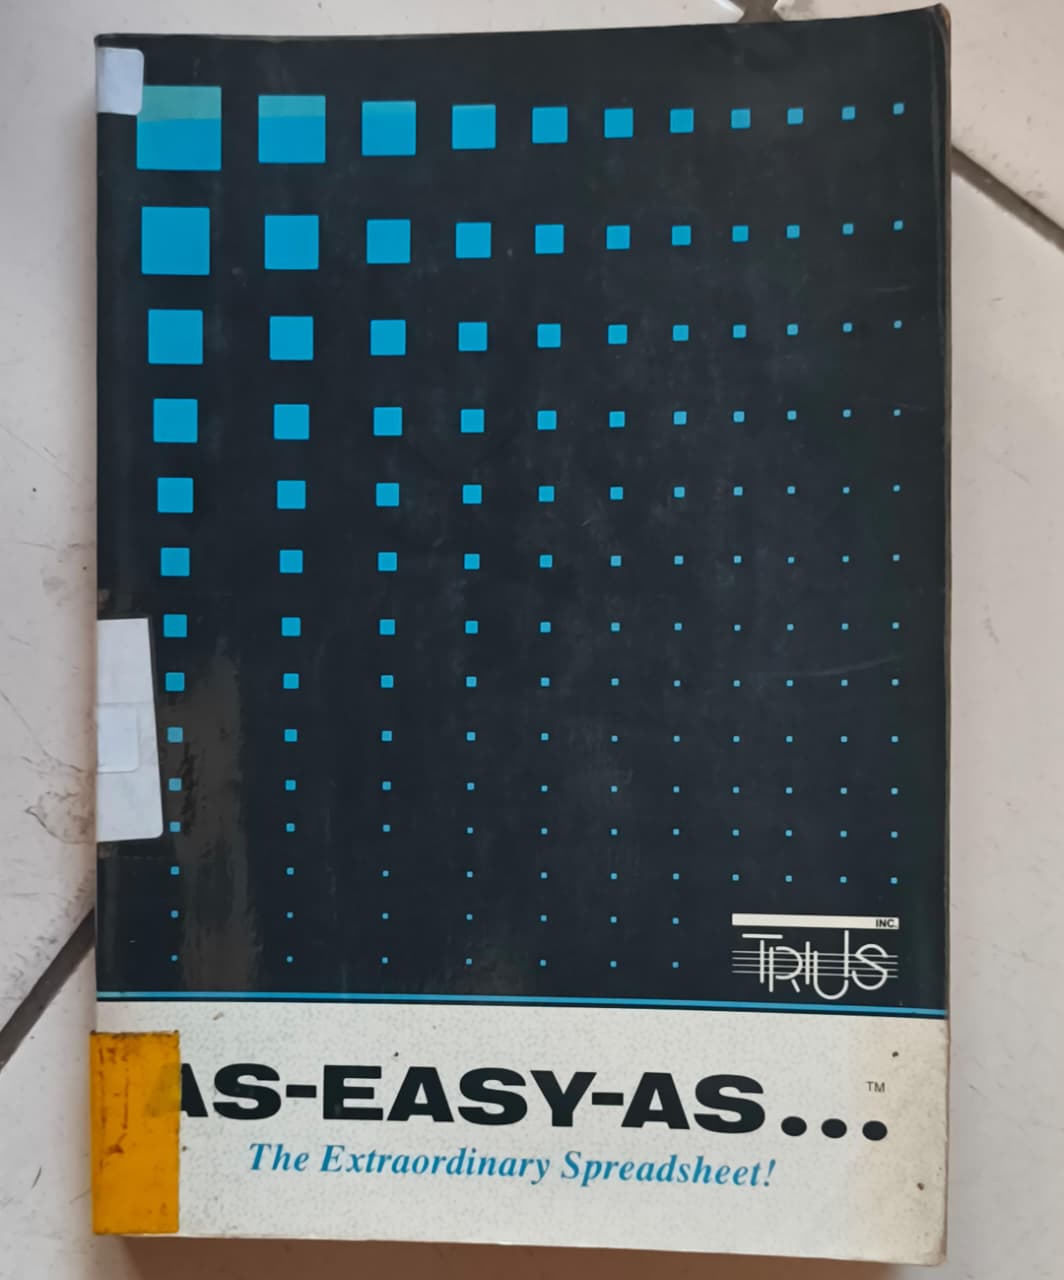 INC.
TRIUS
AS-EASY-AS...™
The Extraordinary Spreadsheet!